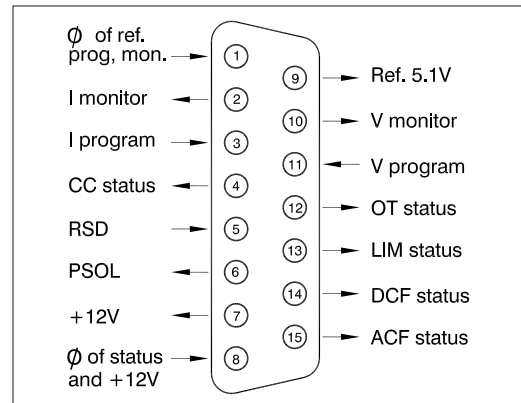 Ø of ref.
prog, mon.
I monitor
I program
CC status
RSD
PSOL
+12V
Ø of status
and +12V
1
2
3
4
5
6
7
8
9
10
11
12
13
14
15
Ref. 5.1V
V monitor
V program
OT status
LIM status
DCF status
ACF status